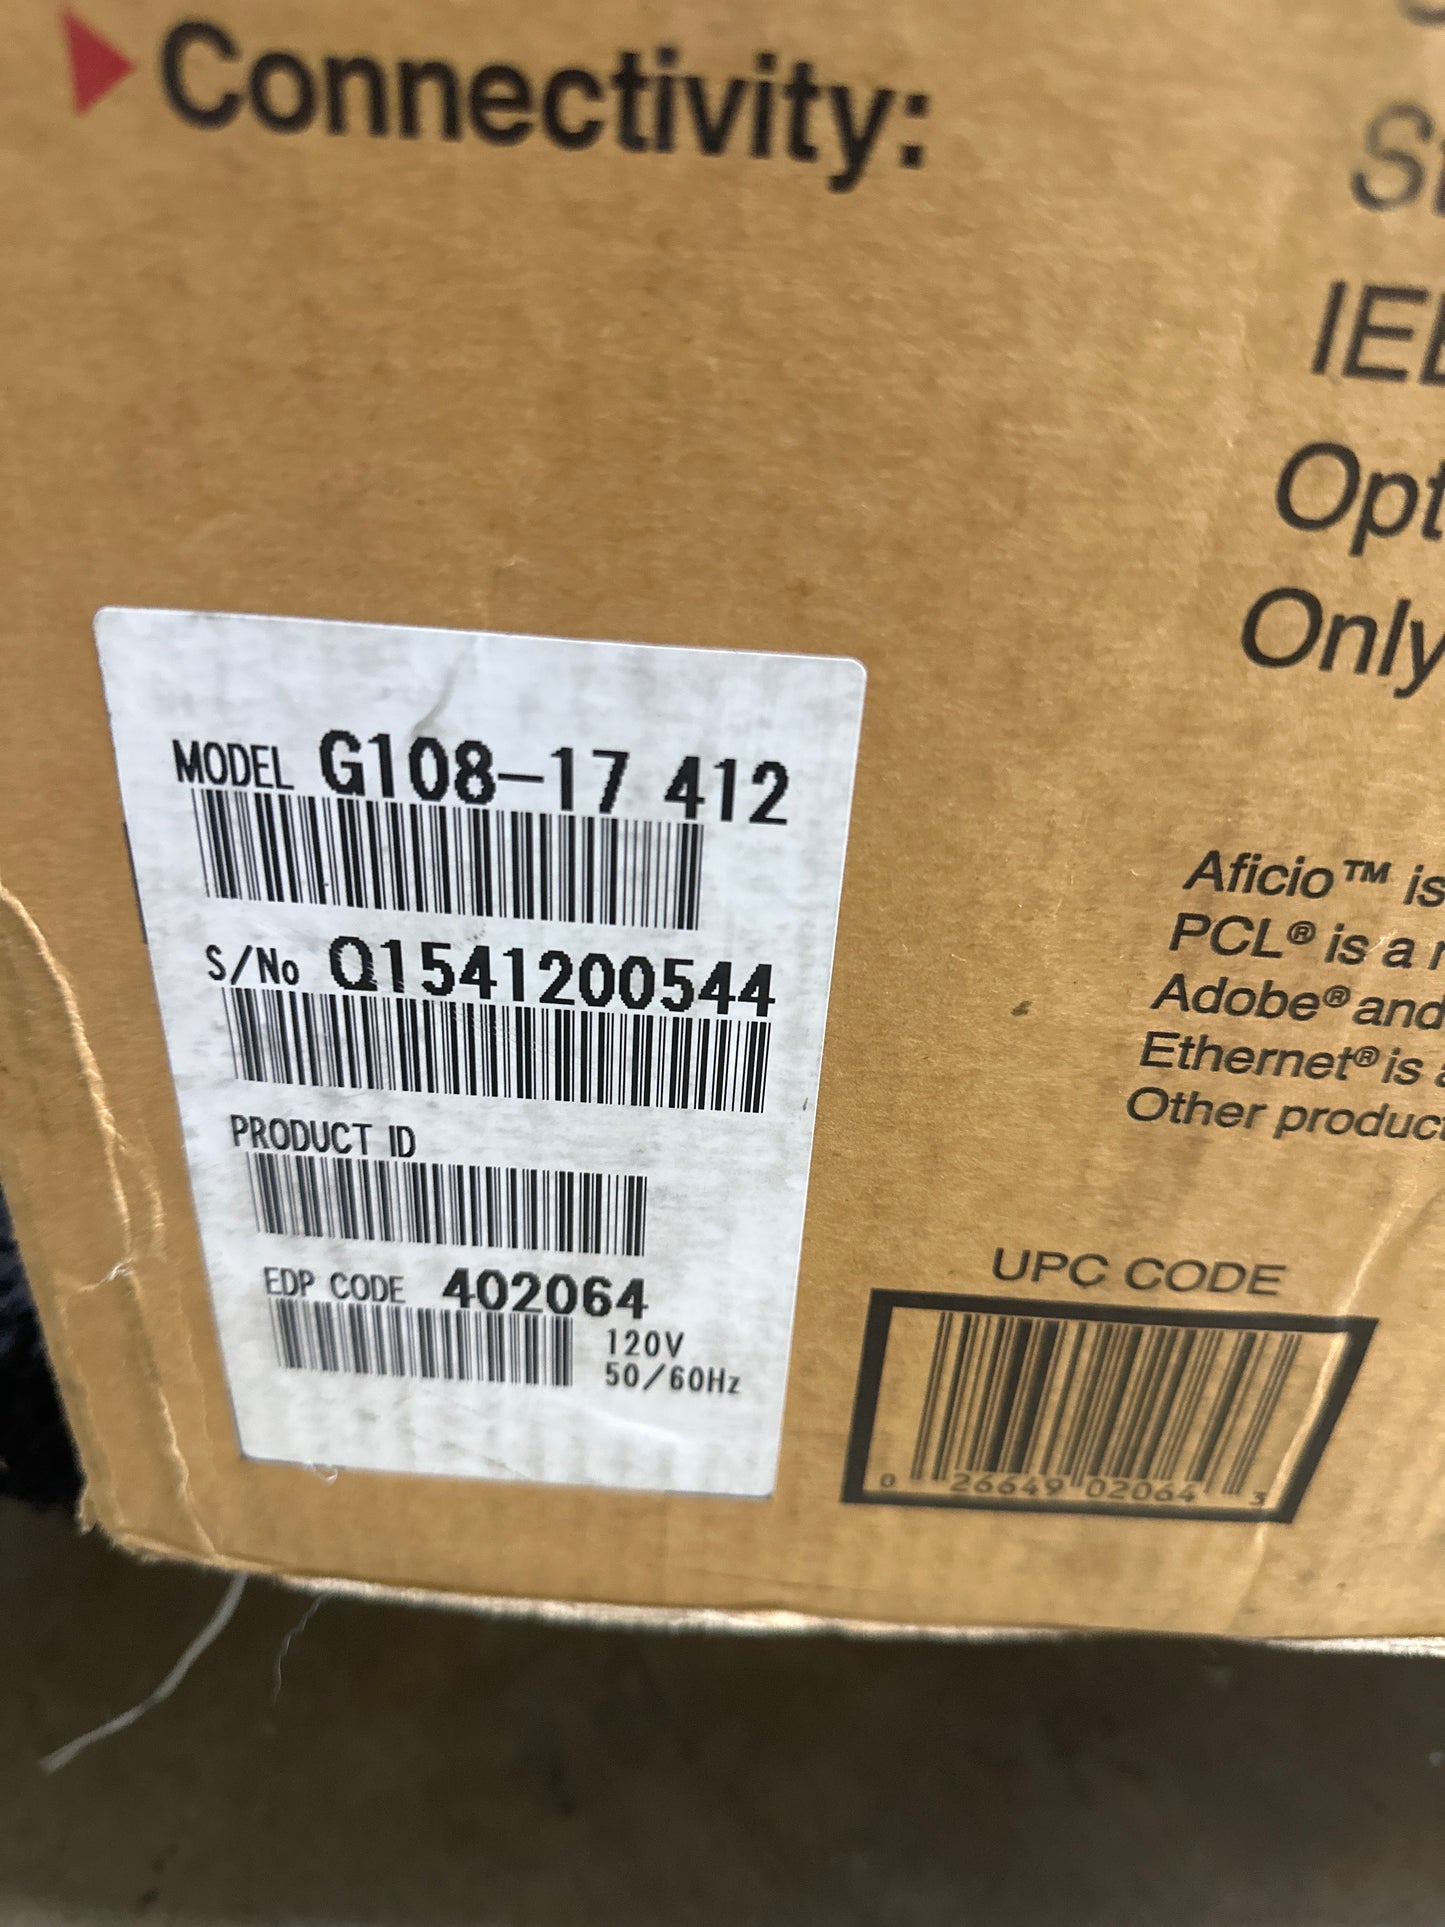 Connectivity:
IEE
Opt
Only
MODEL G108-17 412
S/No Q1541200544
PRODUCT ID
EDP CODE 402064
120V
50/60Hz
Aficio™ is
PCL® is a
Adobe® and
Ethernet® is
Other product
UPC CODE
0 26649 02064 3